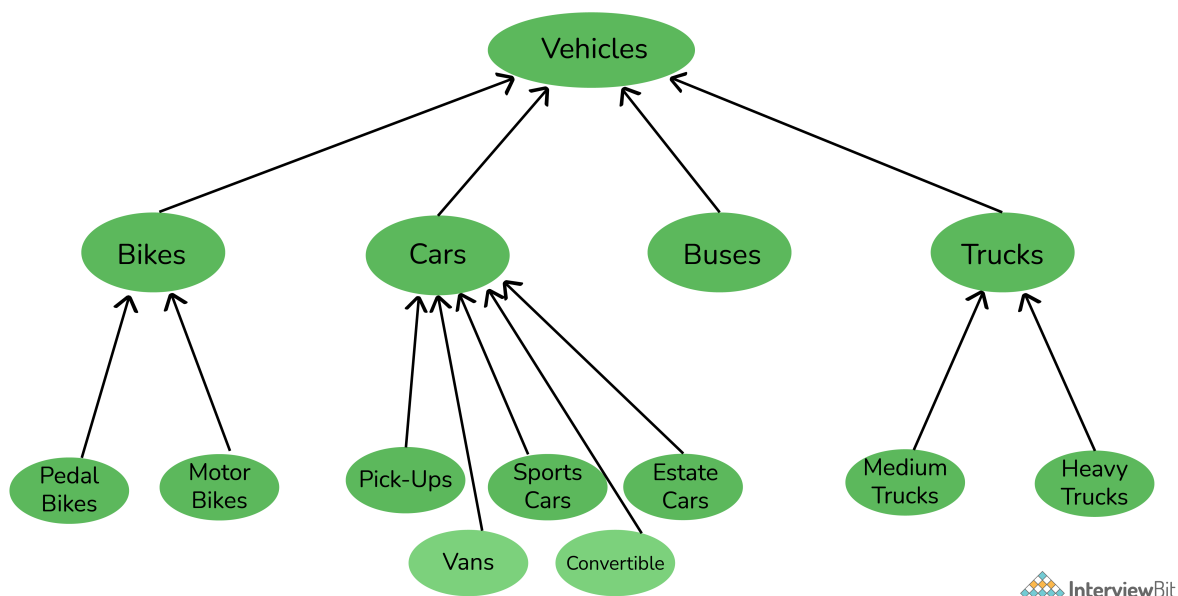 Vehicles
Bikes
Cars
Buses
Trucks
Pedal
Bikes
Motor
Bikes
Pick-Ups
Sports
Cars
Estate
Cars
Medium
Trucks
Heavy
Trucks
Vans
Convertible
InterviewBit